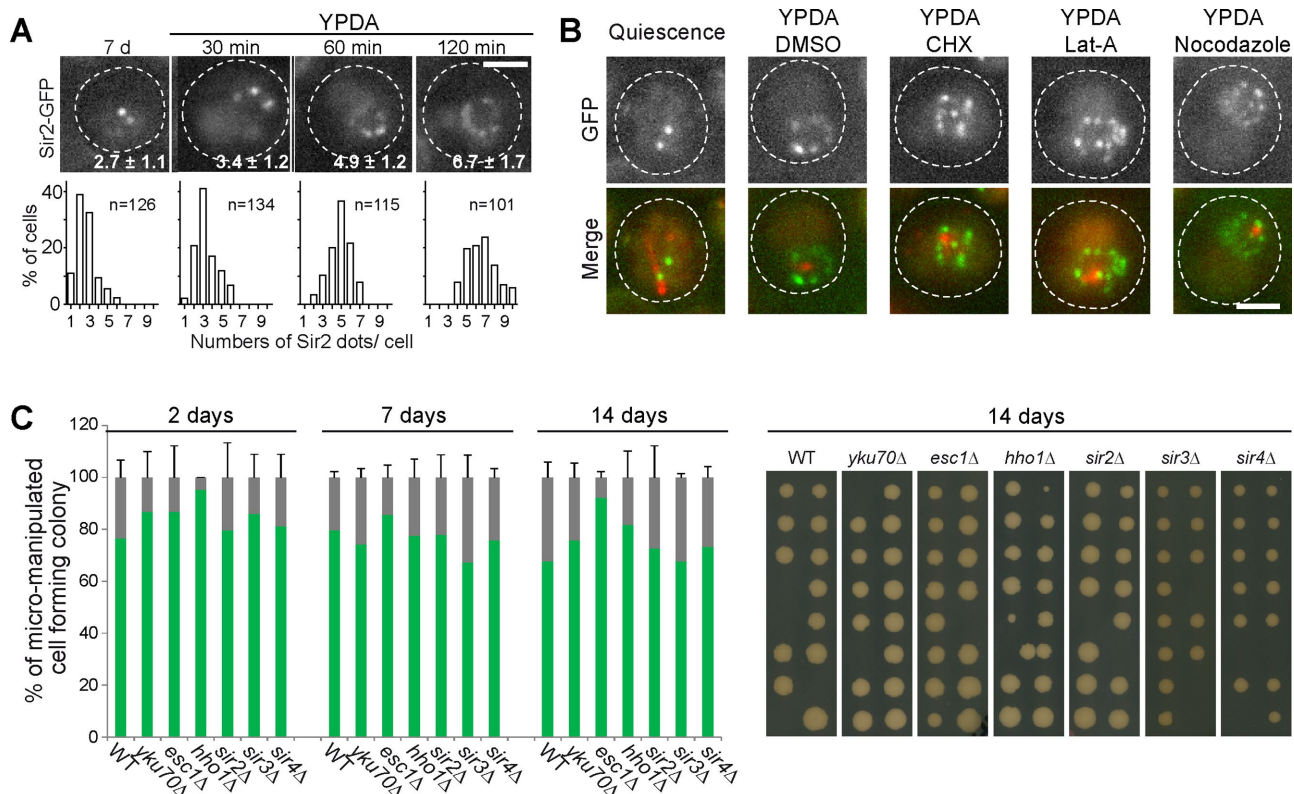 A
YPDA
7 d
30 min
60 min
120 min
Sir2-GFP
2.7 ± 1.1
3.4 ± 1.2
4.9 ± 1.2
6.7 ± 1.7
% of cells
40
20
0
n=126
n=134
n=115
n=101
1 3 5 7 9
1 3 5 7 9
1 3 5 7 9
1 3 5 7 9
Numbers of Sir2 dots/ cell
B
Quiescence
YPDA DMSO
YPDA CHX
YPDA Lat-A
YPDA Nocodazole
GFP
Merge
C
2 days
7 days
14 days
% of micro-manipulated
cell forming colony
120
100
80
60
40
20
0
WT yku70Δ esc1Δ hho1Δ sir2Δ sir3Δ sir4Δ
WT yku70Δ esc1Δ hho1Δ sir2Δ sir3Δ sir4Δ
WT yku70Δ esc1Δ hho1Δ sir2Δ sir3Δ sir4Δ
14 days
WT yku70Δ esc1Δ hho1Δ sir2Δ sir3Δ sir4Δ